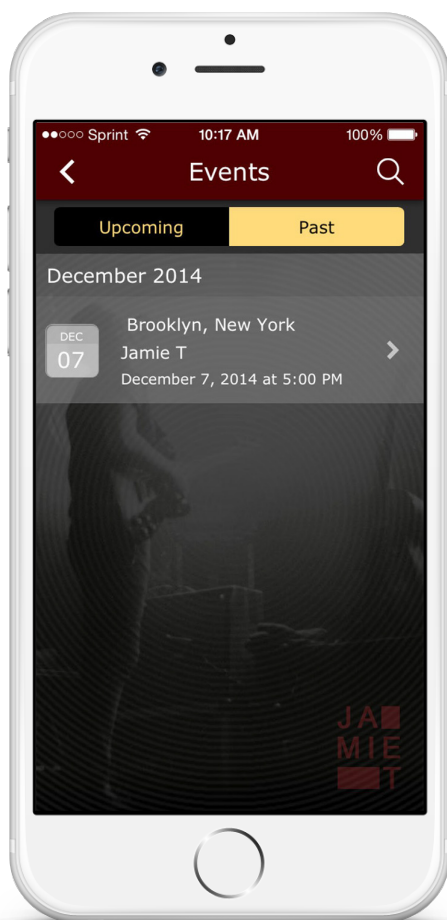 Sprint 10:17 AM 100%
Events
Upcoming Past
December 2014
DEC
07
Brooklyn, New York
Jamie T
December 7, 2014 at 5:00 PM
JA
MIE
T